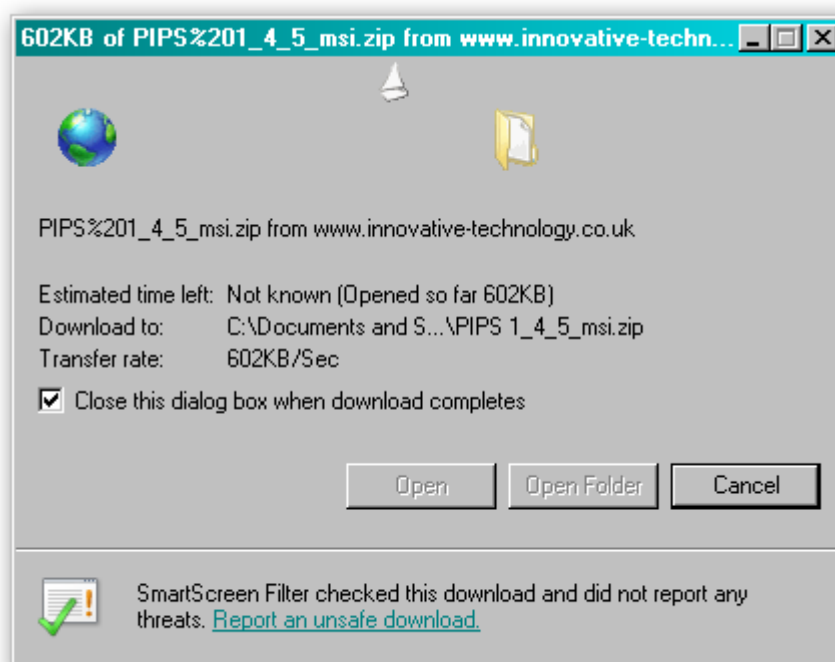 602KB of PIPS%201_4_5_msi.zip from www.innovative-techn...
PIPS%201_4_5_msi.zip from www.innovative-technology.co.uk
Estimated time left: Not known (Opened so far 602KB)
Download to: C:\Documents and S...\PIPS 1_4_5_msi.zip
Transfer rate: 602KB/Sec
Close this dialog box when download completes
Open Open Folder Cancel
SmartScreen Filter checked this download and did not report any
threats. Report an unsafe download.